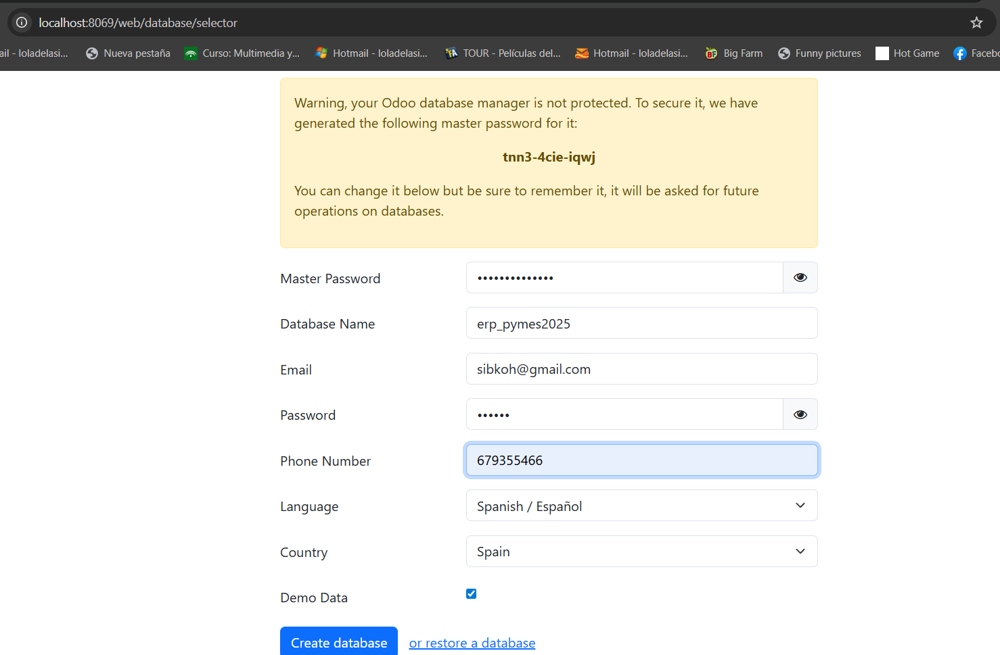 localhost:8069/web/database/selector
ail - loladelasi... Nueva pestaña Curso: Multimedia y... Hotmail - loladelasi... TOUR - Películas del... Hotmail - loladelasi... Big Farm Funny pictures Hot Game Facebo
Warning, your Odoo database manager is not protected. To secure it, we have
generated the following master password for it:
tnn3-4cie-iqwj
You can change it below but be sure to remember it, it will be asked for future
operations on databases.
Master Password ••••••••••••••
Database Name erp_pymes2025
Email sibkoh@gmail.com
Password ••••••
Phone Number 679355466
Language Spanish / Español
Country Spain
Demo Data
Create database or restore a database